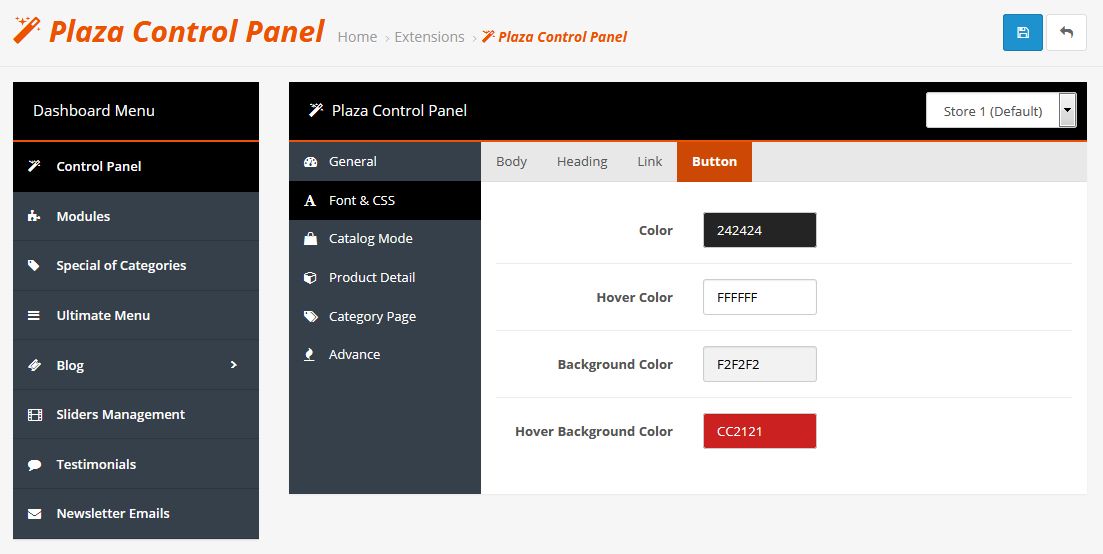 Plaza Control Panel
Home › Extensions › Plaza Control Panel
Dashboard Menu
Control Panel
Modules
Special of Categories
Ultimate Menu
Blog
Sliders Management
Testimonials
Newsletter Emails
Plaza Control Panel
Store 1 (Default)
General
Font & CSS
Catalog Mode
Product Detail
Category Page
Advance
Body Heading Link Button
Color 242424
Hover Color FFFFFF
Background Color F2F2F2
Hover Background Color CC2121